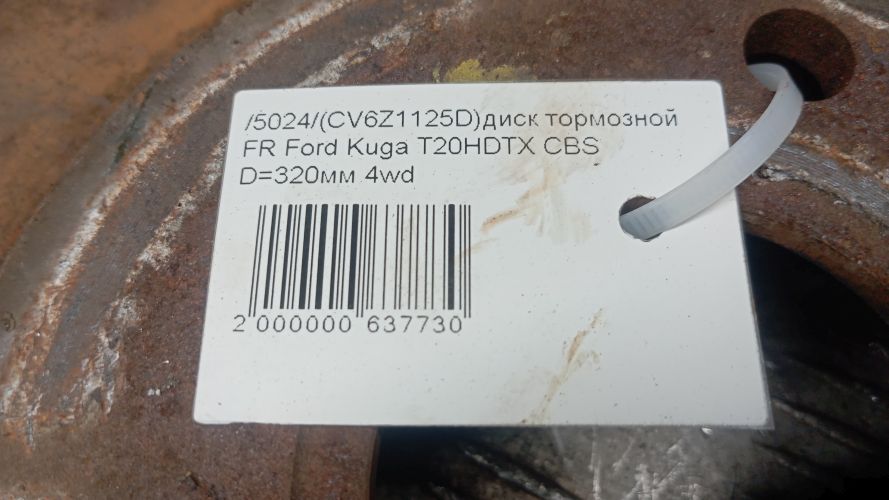 /5024/(CV6Z1125D)диск тормозной
FR Ford Kuga T20HDTX CBS
D=320мм 4wd
2 000000 637730